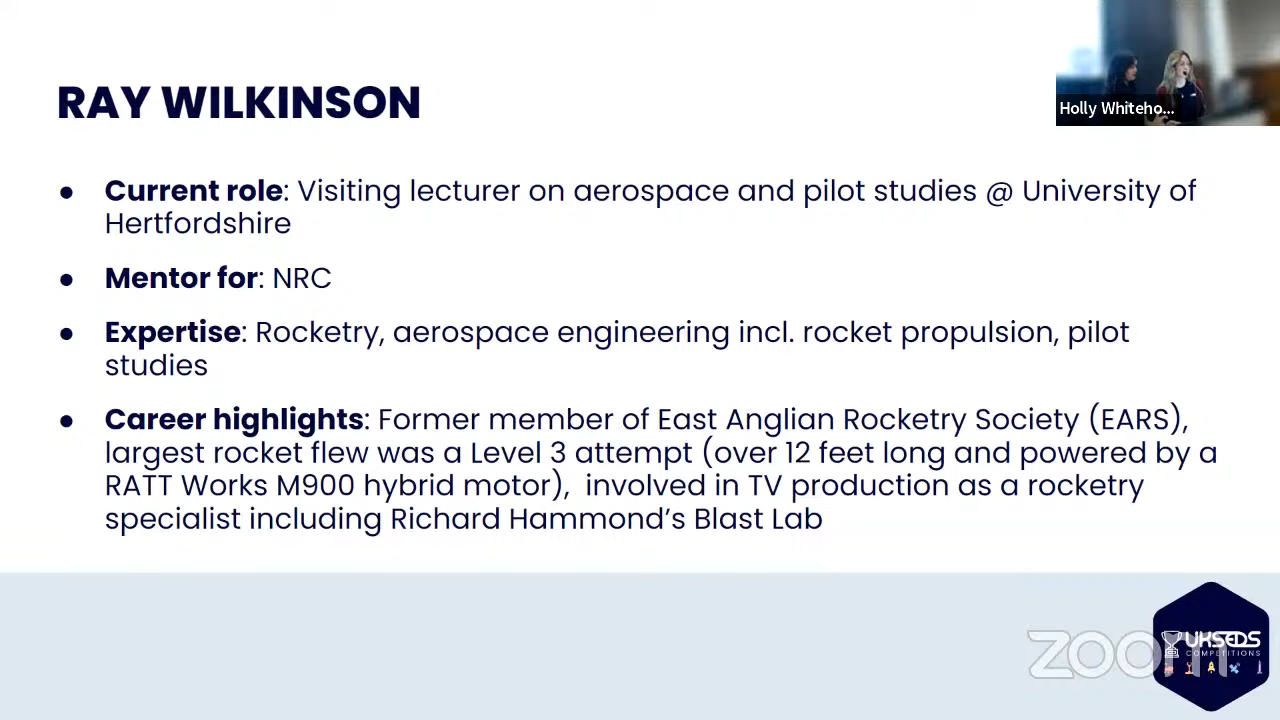 RAY WILKINSON
Holly Whiteho...
● Current role: Visiting lecturer on aerospace and pilot studies @ University of
Hertfordshire
● Mentor for: NRC
● Expertise: Rocketry, aerospace engineering incl. rocket propulsion, pilot
studies
● Career highlights: Former member of East Anglian Rocketry Society (EARS),
largest rocket flew was a Level 3 attempt (over 12 feet long and powered by a
RATT Works M900 hybrid motor),  involved in TV production as a rocketry
specialist including Richard Hammond’s Blast Lab
zoom
UKSEDS
COMPETITIONS